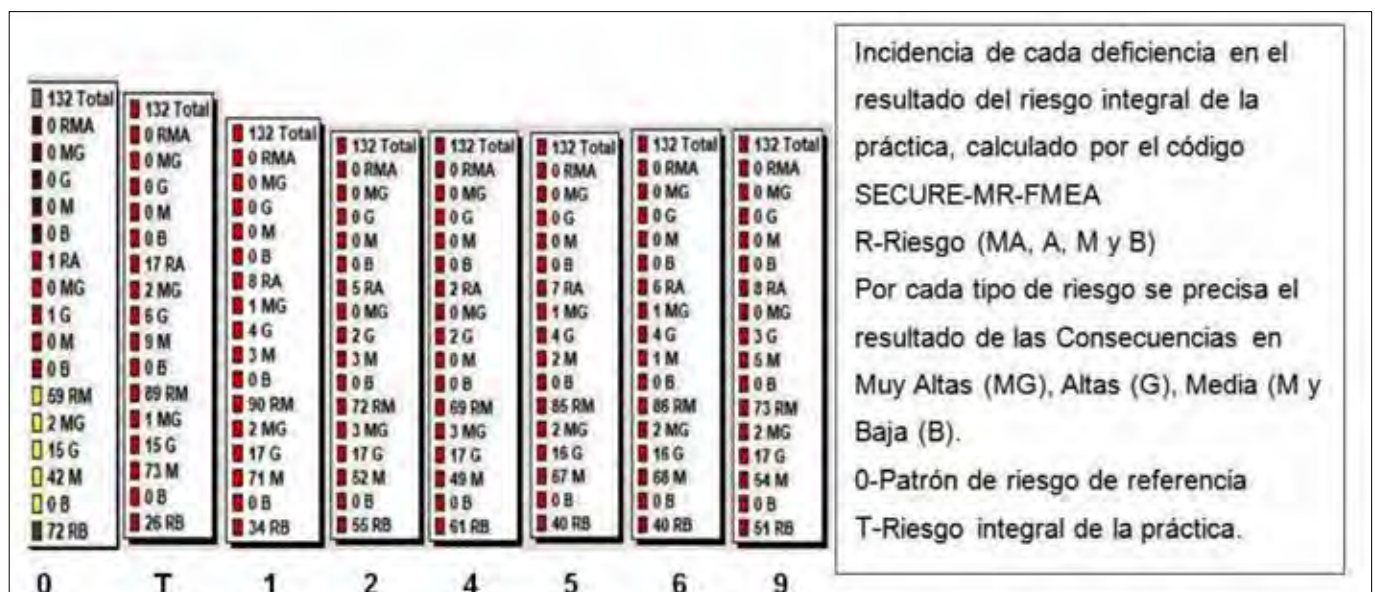 132 Total
0 RMA
0 MG
0 G
0 M
0 B
1 RA
0 MG
1 G
0 M
0 B
59 RM
2 MG
15 G
42 M
0 B
72 RB
0
132 Total
0 RMA
0 MG
0 G
0 M
0 B
17 RA
2 MG
6 G
9 M
0 B
89 RM
1 MG
15 G
73 M
0 B
26 RB
T
132 Total
0 RMA
0 MG
0 G
0 M
0 B
8 RA
1 MG
4 G
3 M
0 B
90 RM
2 MG
17 G
71 M
0 B
34 RB
1
132 Total
0 RMA
0 MG
0 G
0 M
0 B
5 RA
0 MG
2 G
3 M
0 B
72 RM
3 MG
17 G
52 M
0 B
55 RB
2
132 Total
0 RMA
0 MG
0 G
0 M
0 B
2 RA
0 MG
2 G
0 M
0 B
69 RM
3 MG
17 G
49 M
0 B
61 RB
4
132 Total
0 RMA
0 MG
0 G
0 M
0 B
7 RA
1 MG
4 G
2 M
0 B
85 RM
2 MG
16 G
67 M
0 B
40 RB
5
132 Total
0 RMA
0 MG
0 G
0 M
0 B
6 RA
1 MG
4 G
1 M
0 B
86 RM
2 MG
16 G
68 M
0 B
40 RB
6
132 Total
0 RMA
0 MG
0 G
0 M
0 B
8 RA
0 MG
3 G
5 M
0 B
73 RM
2 MG
17 G
54 M
0 B
51 RB
9
Incidencia de cada deficiencia en el
resultado del riesgo integral de la
práctica, calculado por el código
SECURE-MR-FMEA
R-Riesgo (MA, A, M y B)
Por cada tipo de riesgo se precisa el
resultado de las Consecuencias en
Muy Altas (MG), Altas (G), Media (M y
Baja (B).
0-Patrón de riesgo de referencia
T-Riesgo integral de la práctica.